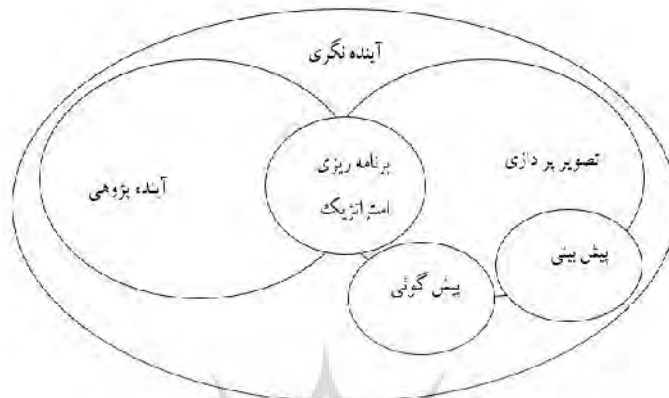 آینده نگری
تصویر پردازی
برنامه ریزی
استراتژیک
آینده پژوهی
پیش بینی
پیش گوئی